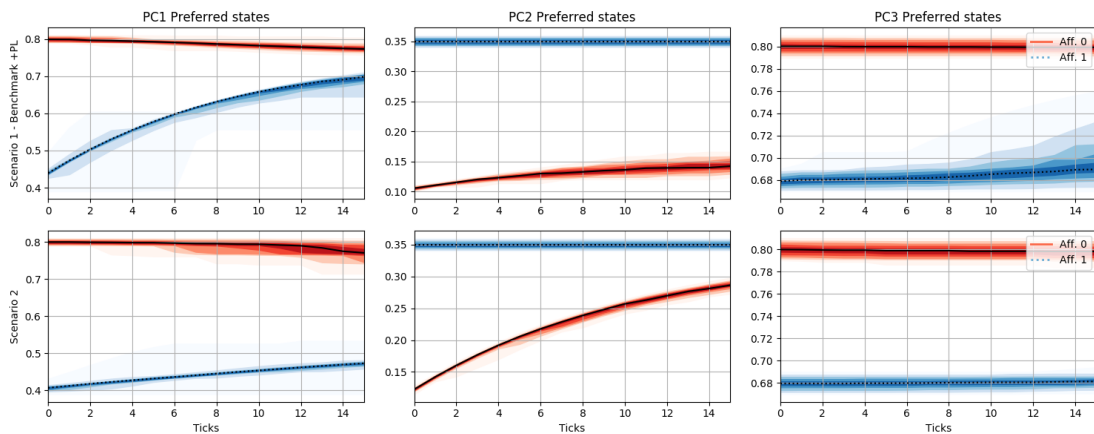 PC1 Preferred states
PC2 Preferred states
PC3 Preferred states
Scenario 1 - Benchmark +PL
0.8
0.7
0.6
0.5
0.4
0 2 4 6 8 10 12 14
0.35
0.30
0.25
0.20
0.15
0.10
0 2 4 6 8 10 12 14
0.80
0.78
0.76
0.74
0.72
0.70
0.68
0 2 4 6 8 10 12 14
Aff. 0
Aff. 1
Scenario 2
0.8
0.7
0.6
0.5
0.4
0 2 4 6 8 10 12 14
Ticks
0.35
0.30
0.25
0.20
0.15
0 2 4 6 8 10 12 14
Ticks
0.80
0.78
0.76
0.74
0.72
0.70
0.68
0 2 4 6 8 10 12 14
Ticks
Aff. 0
Aff. 1